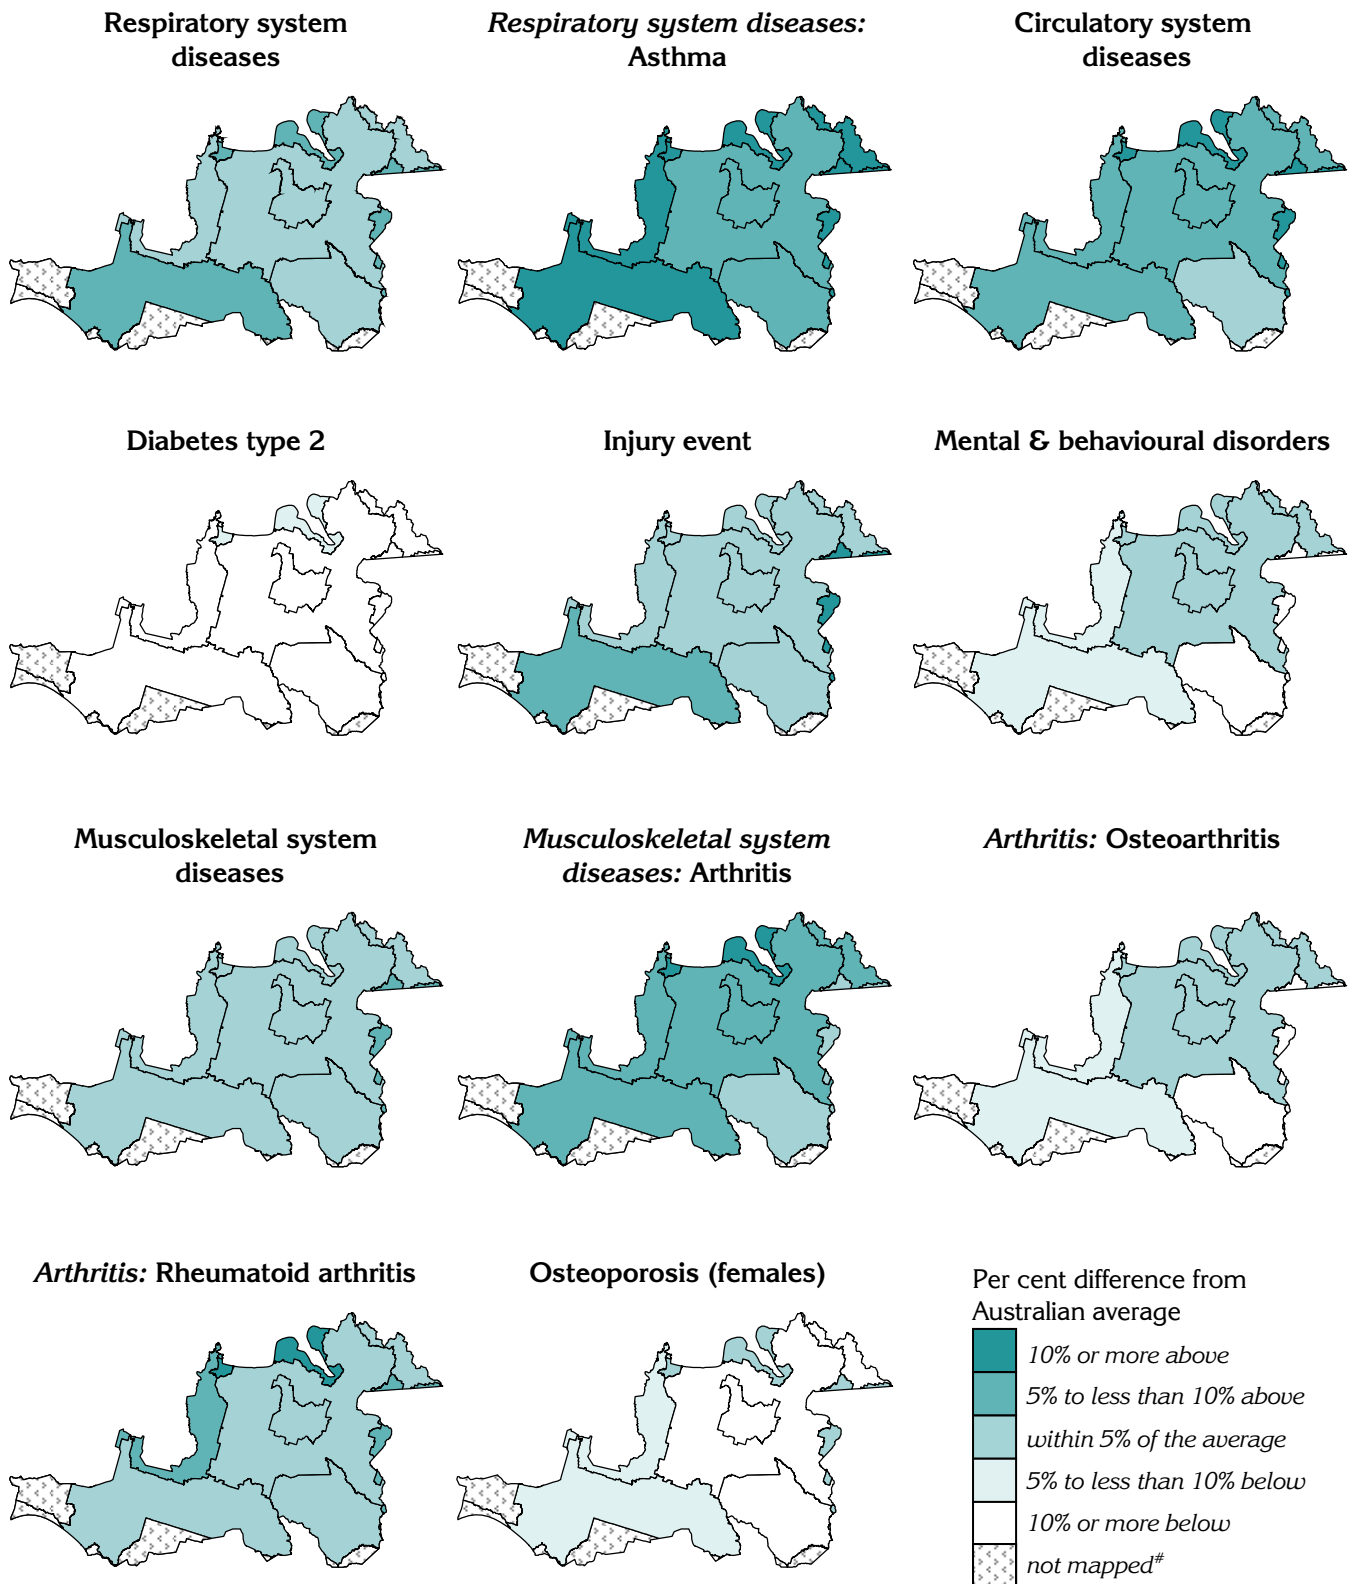 Respiratory system
diseases
Respiratory system diseases:
Asthma
Circulatory system
diseases
Diabetes type 2
Injury event
Mental & behavioural disorders
Musculoskeletal system
diseases
Musculoskeletal system
diseases: Arthritis
Arthritis: Osteoarthritis
Arthritis: Rheumatoid arthritis
Osteoporosis (females)
Per cent difference from
Australian average
10% or more above
5% to less than 10% above
within 5% of the average
5% to less than 10% below
10% or more below
not mapped#